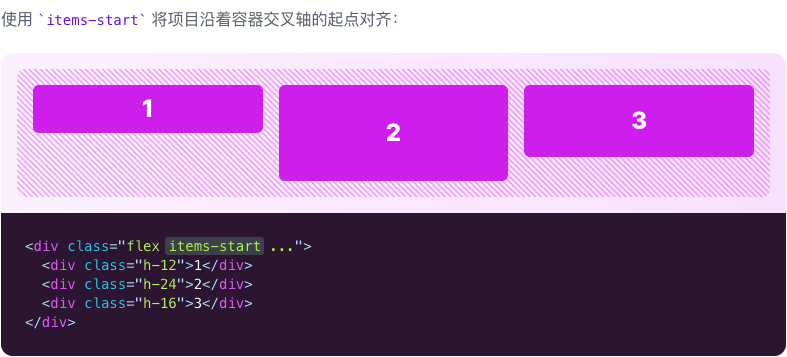 使用 `items-start` 将项目沿着容器交叉轴的起点对齐：
1
2
3
<div class="flex items-start ...">
  <div class="h-12">1</div>
  <div class="h-24">2</div>
  <div class="h-16">3</div>
</div>